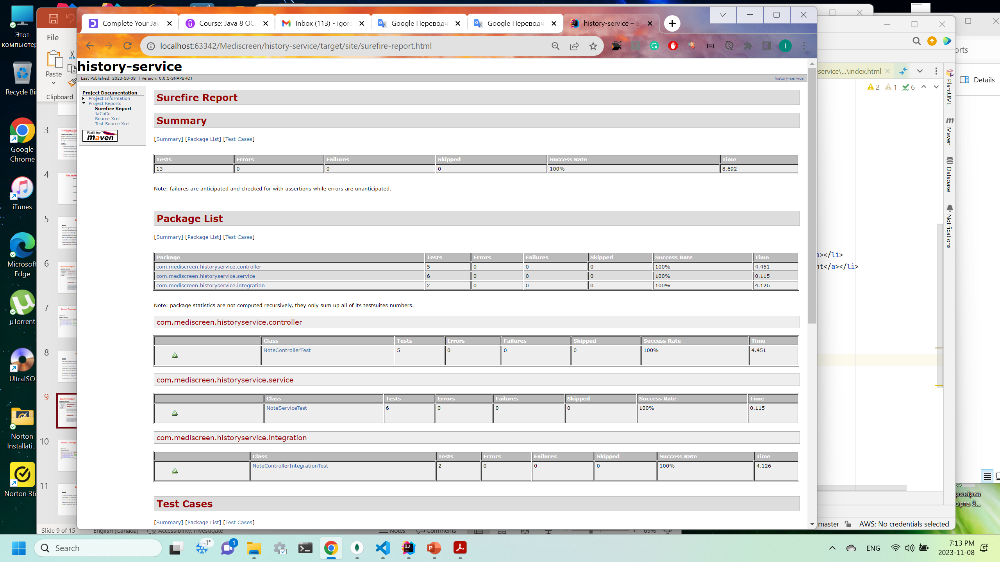 Complete Your Jav
Course: Java 8 OC
Inbox (113) - igor
Google Перевод
Google Перевод
history-service – S
localhost:63342/Mediscreen/history-service/target/site/surefire-report.html
history-service
Last Published: 2023-10-09 | Version: 0.0.1-SNAPSHOT
history-service
Project Documentation
Project Information
Project Reports
Surefire Report
JaCoCo
Source Xref
Test Source Xref
Built by:
maven
Surefire Report
Summary
[Summary] [Package List] [Test Cases]
Tests Errors Failures Skipped Success Rate Time
13 0 0 0 100% 8.692
Note: failures are anticipated and checked for with assertions while errors are unanticipated.
Package List
[Summary] [Package List] [Test Cases]
Package Tests Errors Failures Skipped Success Rate Time
com.mediscreen.historyservice.controller 5 0 0 0 100% 4.451
com.mediscreen.historyservice.service 6 0 0 0 100% 0.115
com.mediscreen.historyservice.integration 2 0 0 0 100% 4.126
Note: package statistics are not computed recursively, they only sum up all of its testsuites numbers.
com.mediscreen.historyservice.controller
Class Tests Errors Failures Skipped Success Rate Time
NoteControllerTest 5 0 0 0 100% 4.451
com.mediscreen.historyservice.service
Class Tests Errors Failures Skipped Success Rate Time
NoteServiceTest 6 0 0 0 100% 0.115
com.mediscreen.historyservice.integration
Class Tests Errors Failures Skipped Success Rate Time
NoteControllerIntegrationTest 2 0 0 0 100% 4.126
Test Cases
[Summary] [Package List] [Test Cases]
Этот
компьютер
Recycle Bin
Google
Chrome
iTunes
Microsoft
Edge
µTorrent
UltraISO
Norton
Installati...
Norton 36
File
Paste
Clipboard
3
4
5
6
Surefire Report
7
Jacoco Coverage
8
9
Surefire Report
10
Jacoco Coverage
11
Slide 9 of 15
English (Canada)
Accessibility: Investigate
Notes
Comments
69%
orts
-service\...\index.html
Details
2 1 6
PlantUML
Maven
Database
Notifications
a></li>
nt</a></li>
master
AWS: No credentials selected
ровірка
орта 8...
Search
-1°
1
ENG
7:13 PM
2023-11-08